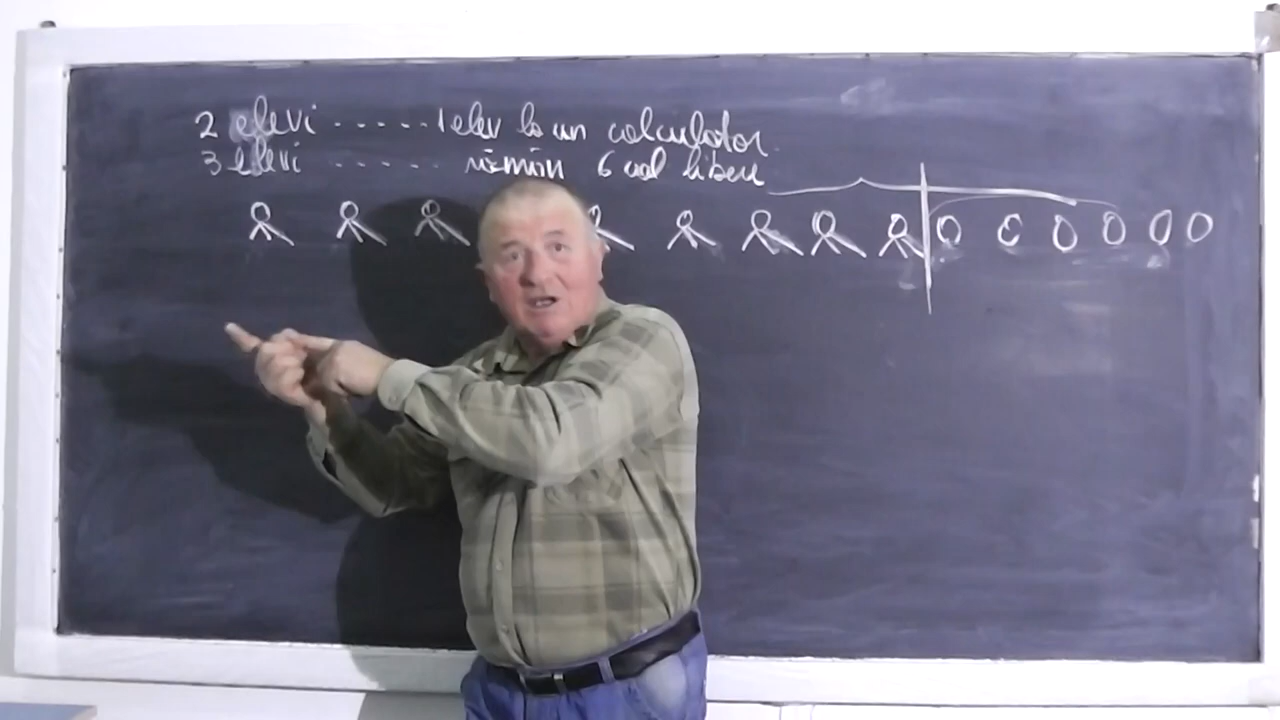 2 elevi ..... 1 elev la un calculator.
3 elevi ...... rămân 6 cal libere